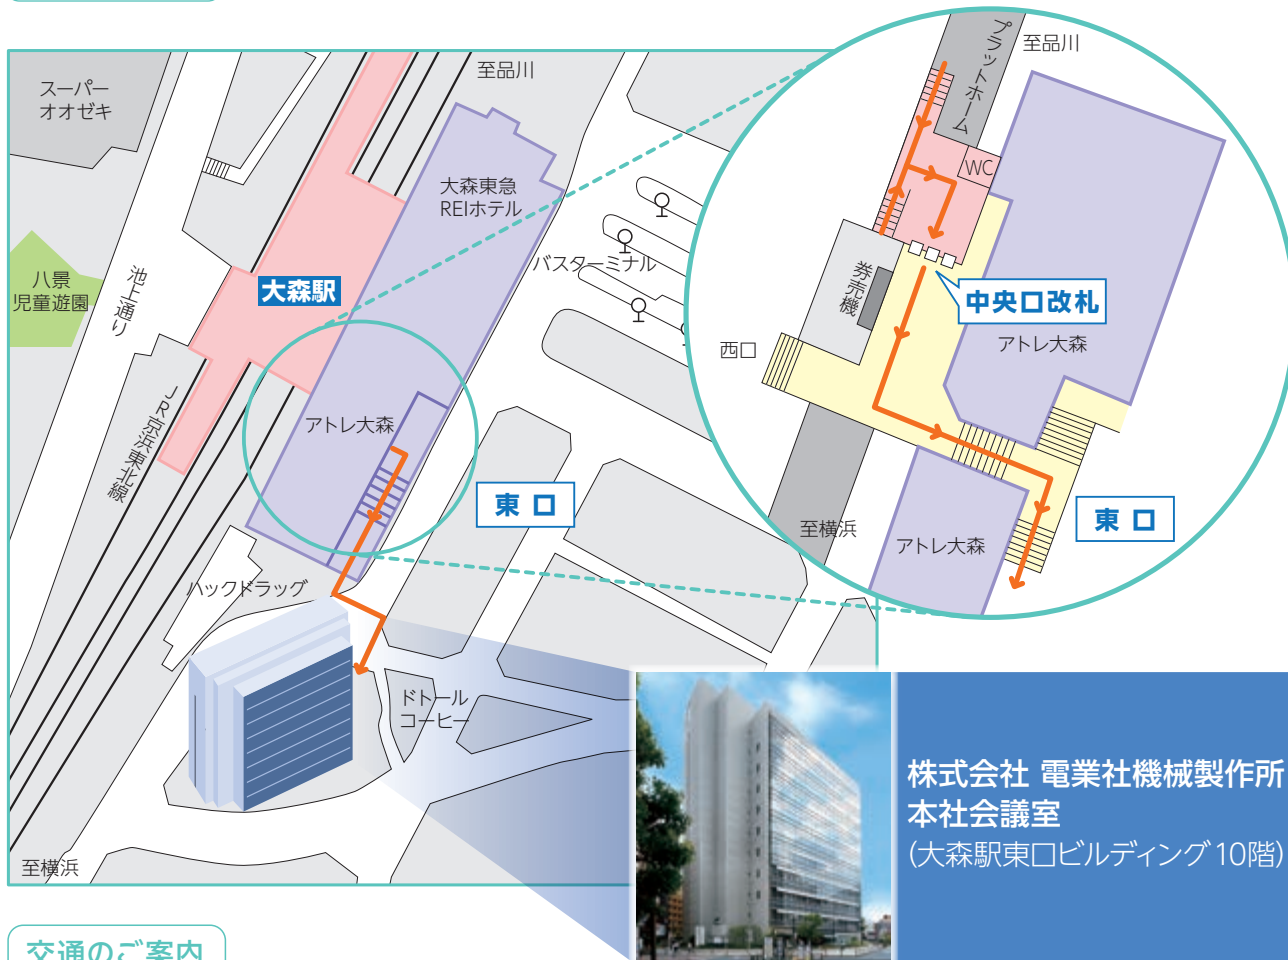 スーパー
オオゼキ
至品川
大森東急
REIホテル
八景
児童遊園
池上通り
大森駅
バスターミナル
JR京浜東北線
アトレ大森
東口
ハックドラッグ
ドトール
コーヒー
至横浜
プラットホーム
至品川
WC
券売機
中央口改札
アトレ大森
西口
至横浜
アトレ大森
東口
株式会社 電業社機械製作所
本社会議室
(大森駅東口ビルディング10階)
交通のご案内